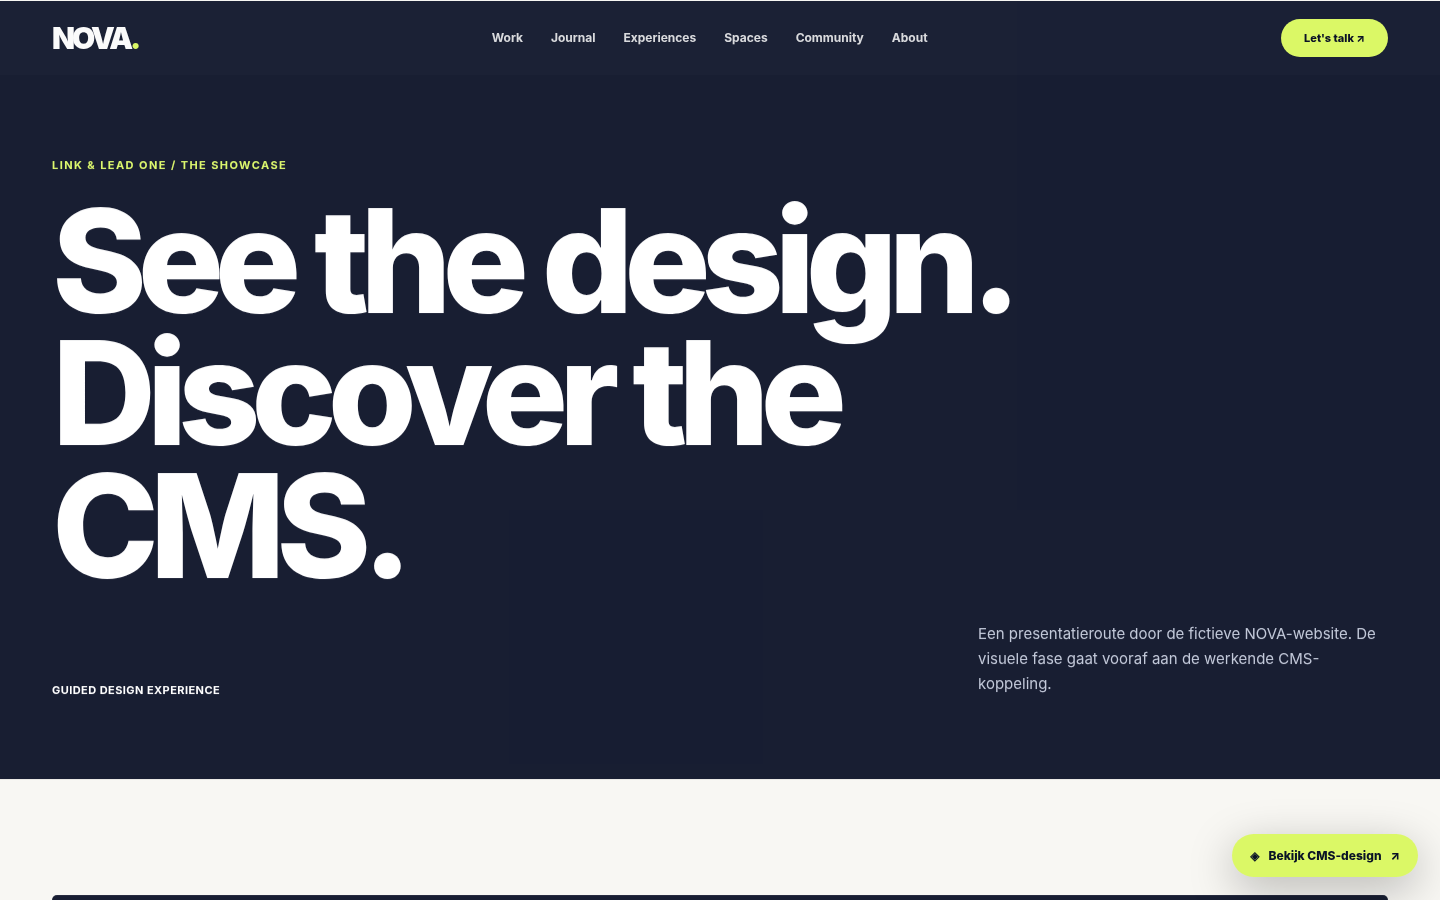 NOVA.
Work
Journal
Experiences
Spaces
Community
About
Let's talk ↗
LINK & LEAD ONE / THE SHOWCASE
See the design.
Discover the
CMS.
Een presentatieroute door de fictieve NOVA-website. De
visuele fase gaat vooraf aan de werkende CMS-
koppeling.
GUIDED DESIGN EXPERIENCE
◈ Bekijk CMS-design ↗